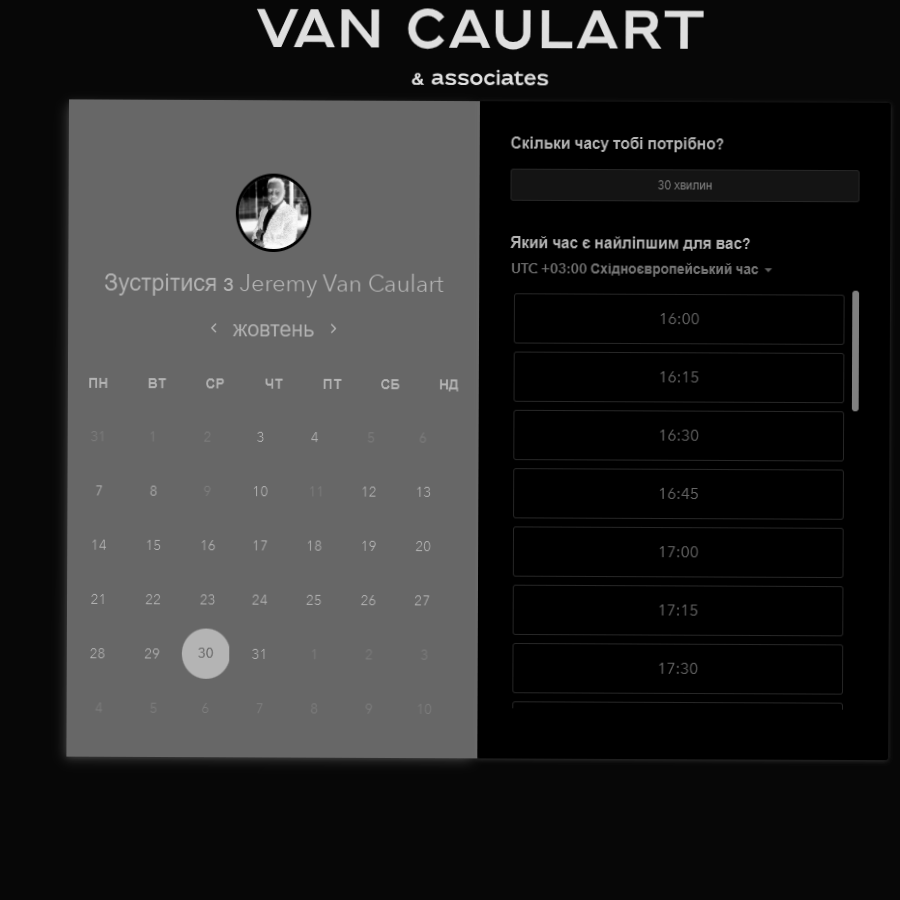 VAN CAULART
& associates
Зустрітися з Jeremy Van Caulart
жовтень
ПН ВТ СР ЧТ ПТ СБ НД
31 1 2 3 4 5 6
7 8 9 10 11 12 13
14 15 16 17 18 19 20
21 22 23 24 25 26 27
28 29 30 31 1 2 3
4 5 6 7 8 9 10
Скільки часу тобі потрібно?
30 хвилин
Який час є найліпшим для вас?
UTC +03:00 Східноєвропейський час
16:00
16:15
16:30
16:45
17:00
17:15
17:30